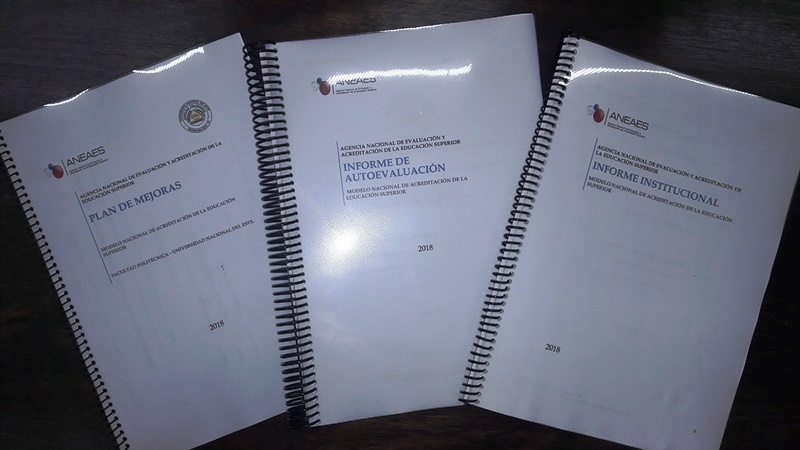 ANEAES
AGENCIA NACIONAL DE EVALUACIÓN Y ACREDITACIÓN DE LA
EDUCACIÓN SUPERIOR
PLAN DE MEJORAS
MODELO NACIONAL DE ACREDITACIÓN DE LA EDUCACIÓN
SUPERIOR
FACULTAD POLITÉCNICA – UNIVERSIDAD NACIONAL DEL ESTE.
2018
ANEAES
AGENCIA NACIONAL DE EVALUACIÓN Y
ACREDITACIÓN DE LA EDUCACIÓN SUPERIOR
INFORME DE
AUTOEVALUACIÓN
MODELO NACIONAL DE ACREDITACIÓN DE LA
EDUCACIÓN SUPERIOR
2018
ANEAES
AGENCIA NACIONAL DE EVALUACIÓN Y ACREDITACIÓN DE
LA EDUCACIÓN SUPERIOR
INFORME INSTITUCIONAL
MODELO NACIONAL DE ACREDITACIÓN DE LA EDUCACIÓN
SUPERIOR
2018